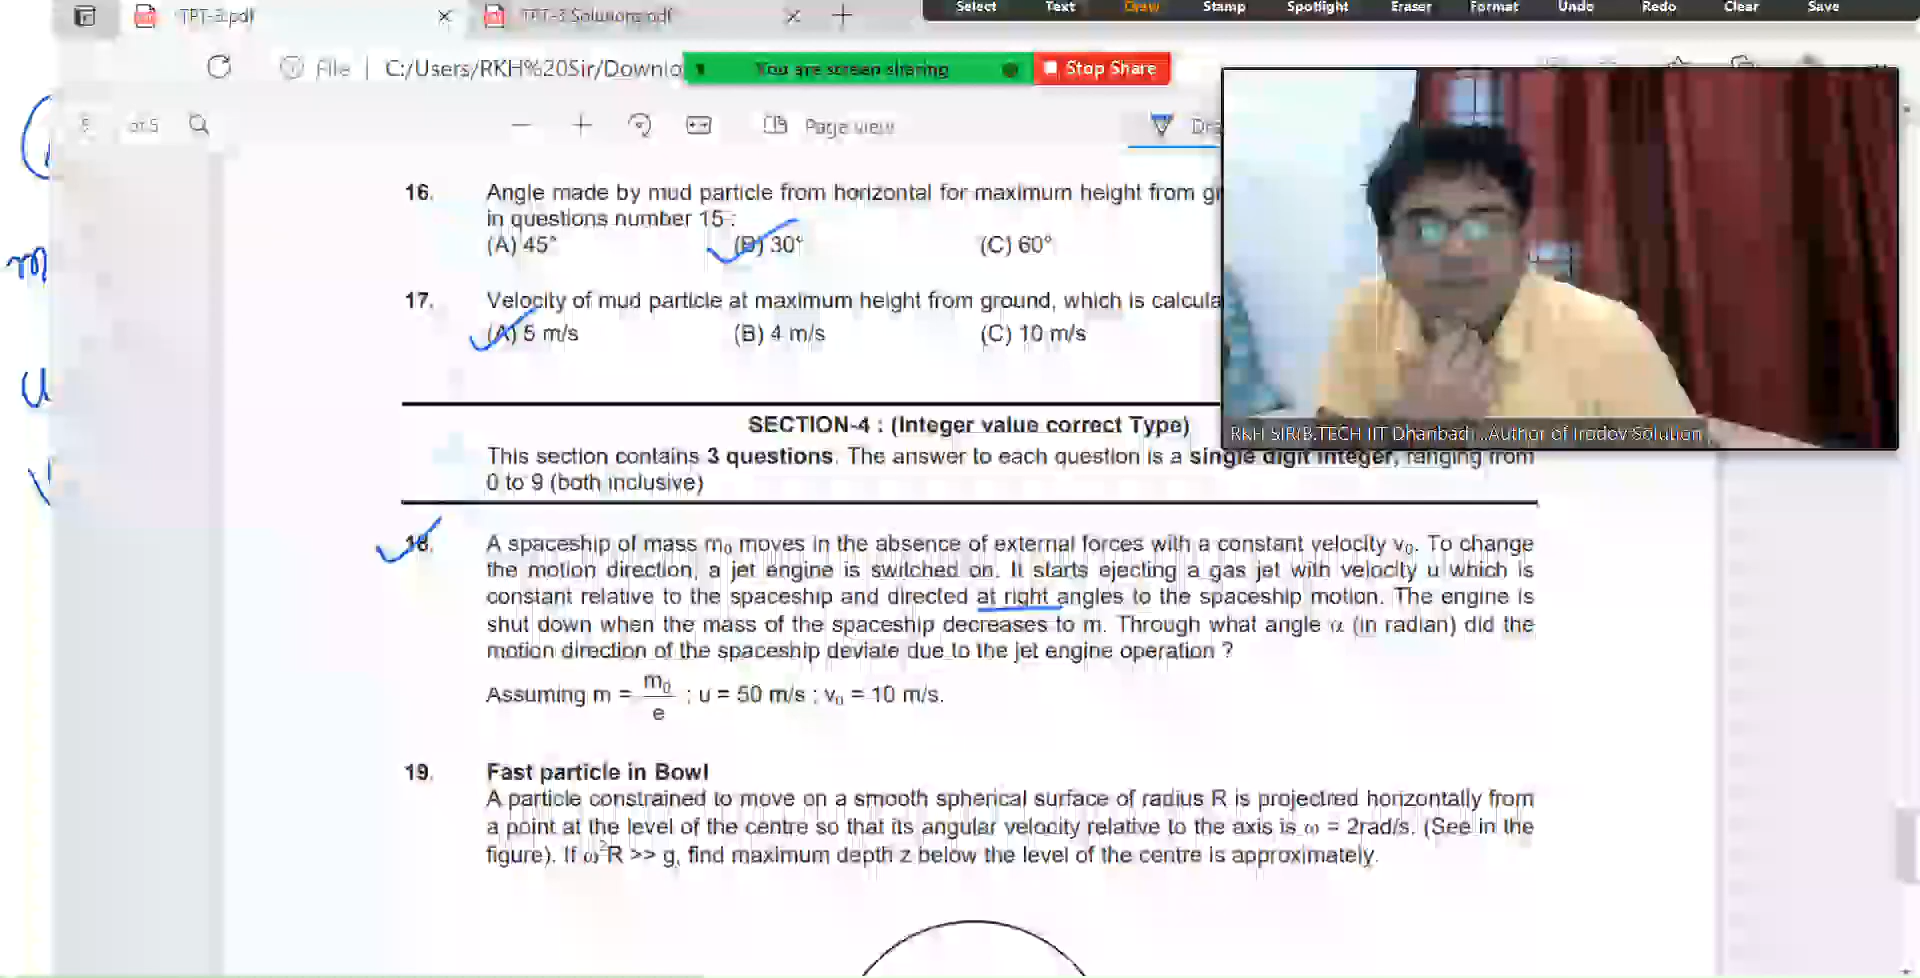 TPT-3.pdf
TPT-3 Solutions.pdf
Select Text Draw Stamp Spotlight Eraser Format Undo Redo Clear Save
File C:/Users/RKH%20Sir/Downlo
You are screen sharing
Stop Share
5 of 5
Page view
m
u
16. Angle made by mud particle from horizontal for maximum height from gr
in questions number 15 :
(A) 45° (B) 30° (C) 60°
17. Velocity of mud particle at maximum height from ground, which is calcula
(A) 5 m/s (B) 4 m/s (C) 10 m/s
RKH SIR(B.TECH IIT Dhanbad)..Author of Irodov Solution
SECTION-4 : (Integer value correct Type)
This section contains 3 questions. The answer to each question is a single digit integer, ranging from
0 to 9 (both inclusive)
18. A spaceship of mass m₀ moves in the absence of external forces with a constant velocity v₀. To change
the motion direction, a jet engine is switched on. It starts ejecting a gas jet with velocity u which is
constant relative to the spaceship and directed at right angles to the spaceship motion. The engine is
shut down when the mass of the spaceship decreases to m. Through what angle α (in radian) did the
motion direction of the spaceship deviate due to the jet engine operation ?
Assuming m = m₀/e ; u = 50 m/s ; v₀ = 10 m/s.
19. Fast particle in Bowl
A particle constrained to move on a smooth spherical surface of radius R is projectred horizontally from
a point at the level of the centre so that its angular velocity relative to the axis is ω = 2rad/s. (See in the
figure). If ω²R >> g, find maximum depth z below the level of the centre is approximately.